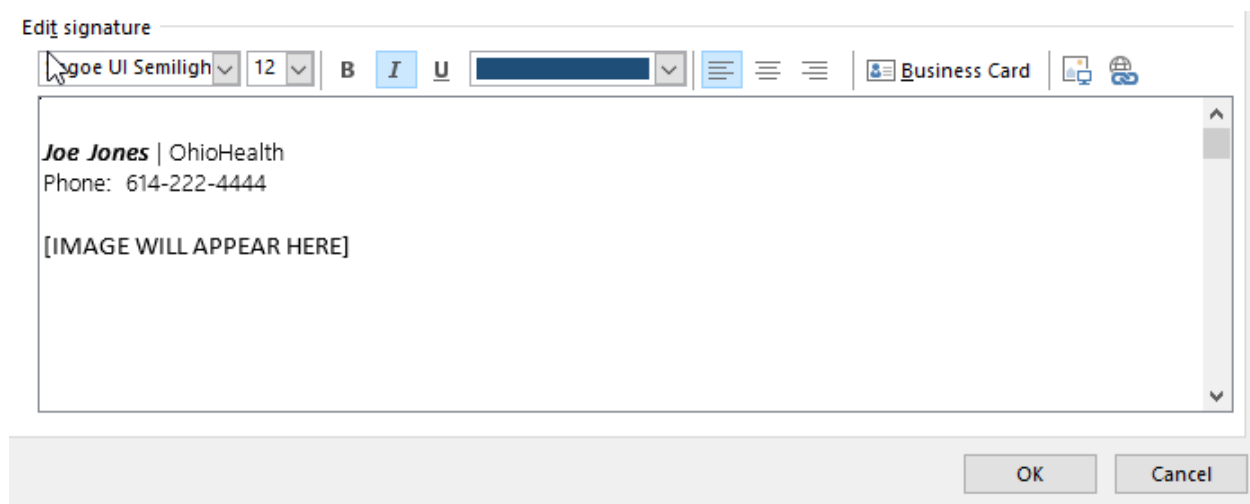 Edit signature
goe UI Semiligh 12 B I U Business Card
Joe Jones | OhioHealth
Phone: 614-222-4444
[IMAGE WILL APPEAR HERE]
OK Cancel